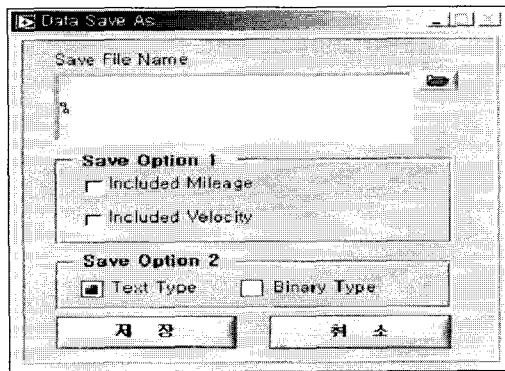 Data Save As
Save File Name
Save Option 1
Included Mileage
Included Velocity
Save Option 2
Text Type
Binary Type
저 장
취 소